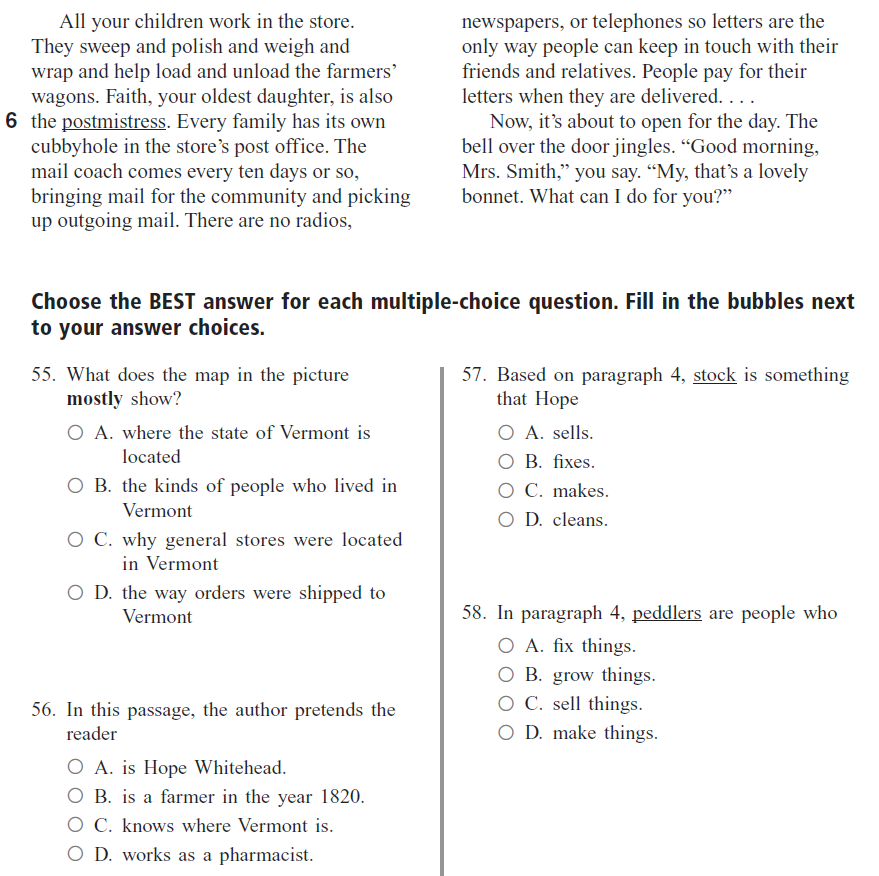 All your children work in the store.
They sweep and polish and weigh and
wrap and help load and unload the farmers’
wagons. Faith, your oldest daughter, is also
6 the postmistress. Every family has its own
cubbyhole in the store’s post office. The
mail coach comes every ten days or so,
bringing mail for the community and picking
up outgoing mail. There are no radios,
newspapers, or telephones so letters are the
only way people can keep in touch with their
friends and relatives. People pay for their
letters when they are delivered. . . .
Now, it’s about to open for the day. The
bell over the door jingles. “Good morning,
Mrs. Smith,” you say. “My, that’s a lovely
bonnet. What can I do for you?”
Choose the BEST answer for each multiple-choice question. Fill in the bubbles next
to your answer choices.
55. What does the map in the picture
mostly show?
A. where the state of Vermont is
located
B. the kinds of people who lived in
Vermont
C. why general stores were located
in Vermont
D. the way orders were shipped to
Vermont
56. In this passage, the author pretends the
reader
A. is Hope Whitehead.
B. is a farmer in the year 1820.
C. knows where Vermont is.
D. works as a pharmacist.
57. Based on paragraph 4, stock is something
that Hope
A. sells.
B. fixes.
C. makes.
D. cleans.
58. In paragraph 4, peddlers are people who
A. fix things.
B. grow things.
C. sell things.
D. make things.